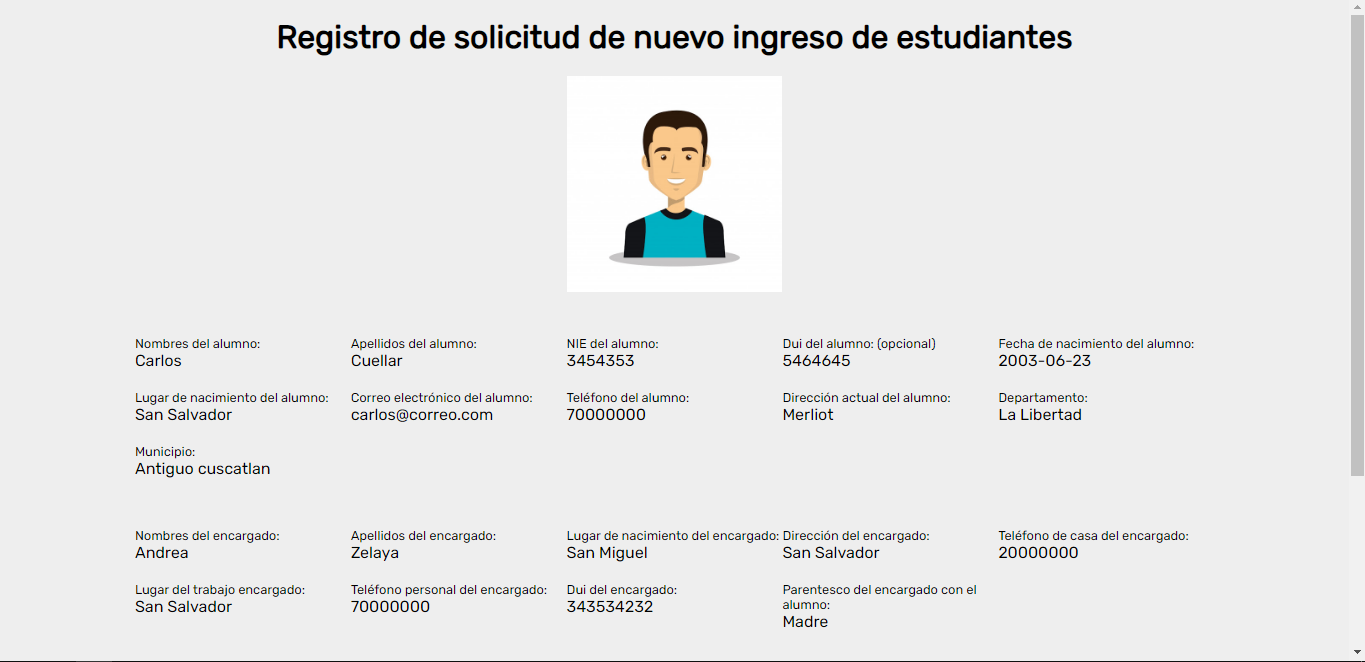 Registro de solicitud de nuevo ingreso de estudiantes
Nombres del alumno: Apellidos del alumno: NIE del alumno: Dui del alumno: (opcional) Fecha de nacimiento del alumno:
Carlos Cuellar 3454353 5464645 2003-06-23
Lugar de nacimiento del alumno: Correo electrónico del alumno: Teléfono del alumno: Dirección actual del alumno: Departamento:
San Salvador carlos@correo.com 70000000 Merliot La Libertad
Municipio:
Antiguo cuscatlan
Nombres del encargado: Apellidos del encargado: Lugar de nacimiento del encargado: Dirección del encargado: Teléfono de casa del encargado:
Andrea Zelaya San Miguel San Salvador 20000000
Lugar del trabajo encargado: Teléfono personal del encargado: Dui del encargado: Parentesco del encargado con el
alumno:
San Salvador 70000000 343534232
Madre